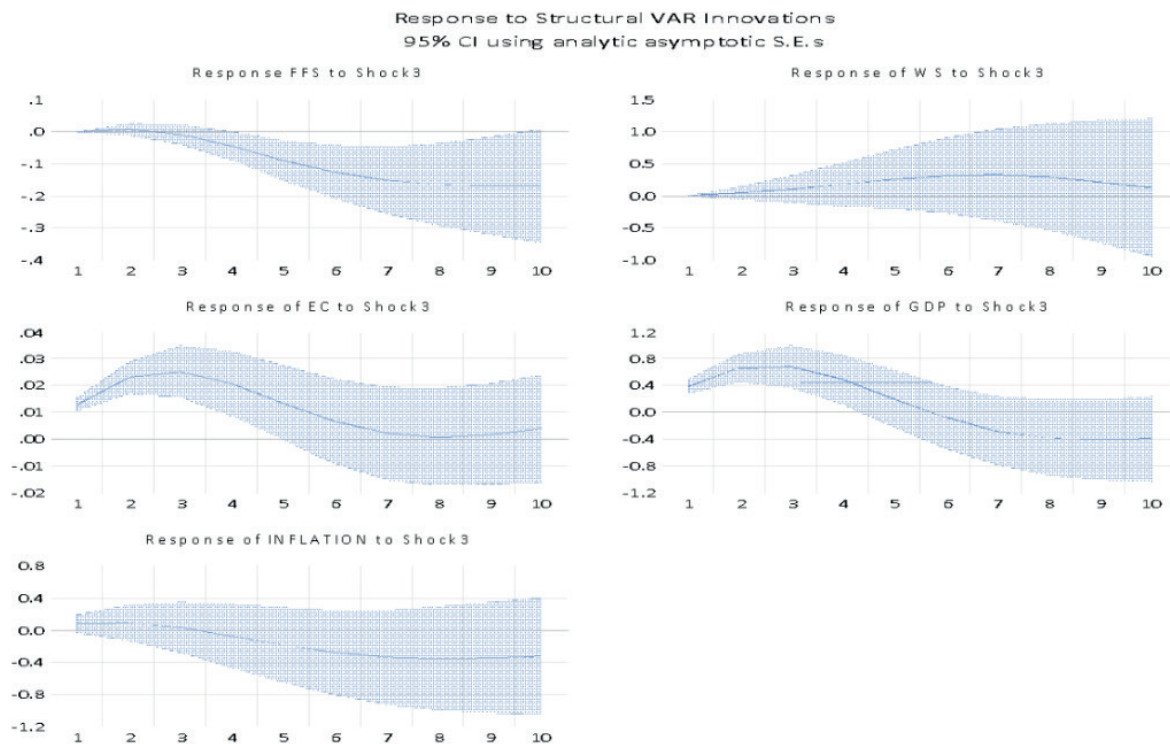 Response to Structural VAR Innovations
95% CI using analytic asymptotic S.E.s
Response FFS to Shock3
.1
.0
-.1
-.2
-.3
-.4
1 2 3 4 5 6 7 8 9 10
Response of WS to Shock3
1.5
1.0
0.5
0.0
-0.5
-1.0
1 2 3 4 5 6 7 8 9 10
Response of EC to Shock3
.04
.03
.02
.01
.00
-.01
-.02
1 2 3 4 5 6 7 8 9 10
Response of GDP to Shock3
1.2
0.8
0.4
0.0
-0.4
-0.8
-1.2
1 2 3 4 5 6 7 8 9 10
Response of INFLATION to Shock3
0.8
0.4
0.0
-0.4
-0.8
-1.2
1 2 3 4 5 6 7 8 9 10